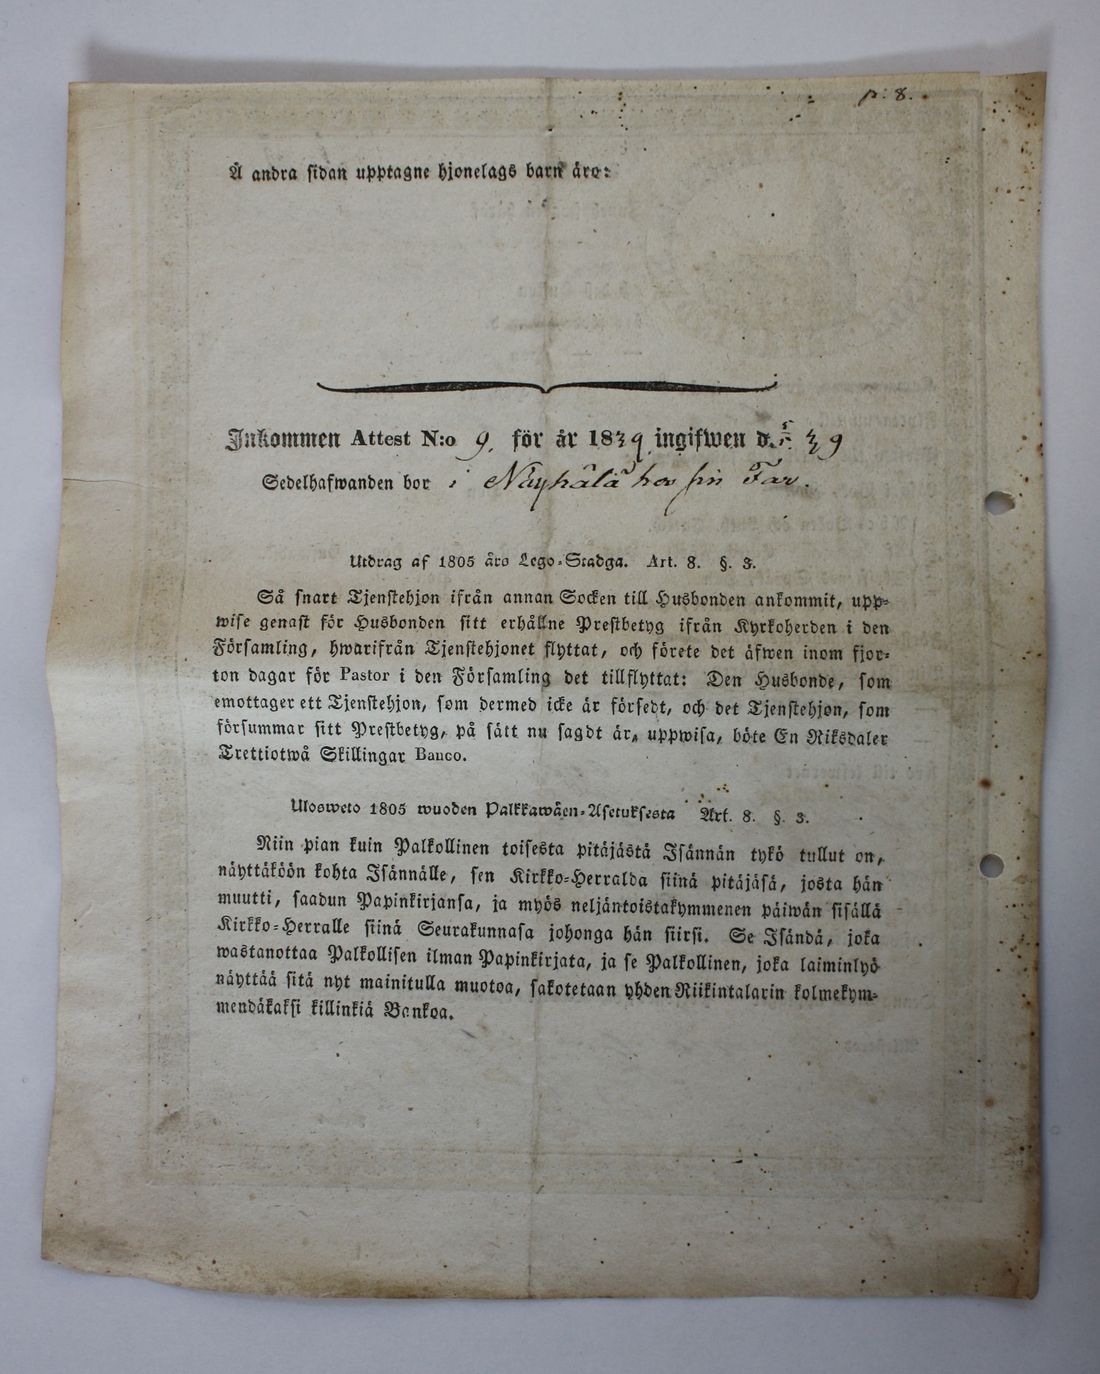 p. 8.
Å andra sidan upptagne hjonelags barn äro:
Inkommen Attest N:o 9. för år 1839 ingifwen d.
Sedelhafwanden bor i hos sin Far.
Utdrag af 1805 års Lego-Stadga. Art. 8. §. 3.
Så snart Tjenstehjon ifrån annan Socken till Husbonden ankommit, upp-
wise genast för Husbonden sitt erhållne Prestbetyg ifrån Kyrkoherden i den
Församling, hwarifrån Tjenstehjonet flyttat, och förete det äfwen inom fjor-
ton dagar för Pastor i den Församling det tillflyttat: Den Husbonde, som
emottager ett Tjenstehjon, som dermed icke är försedt, och det Tjenstehjon, som
försummar sitt Prestbetyg, på sätt nu sagdt är, uppwisa, böte En Riksdaler
Trettiotwå Skillingar Banco.
Ulosweto 1805 wuoden Palkkawäen-Asetuksesta Art. 8. §. 3.
Niin pian kuin Palkollinen toisesta pitäjästä Isännän tykö tullut on,
näyttäköön kohta Isännälle, sen Kirkko-Herralda siinä pitäjäsä, josta hän
muutti, saadun Papinkirjansa, ja myös neljäntoistakymmenen päiwän sisällä
Kirkko-Herralle siinä Seurakunnasa johonga hän siirsi. Se Isändä, joka
wastanottaa Palkollisen ilman Papinkirjata, ja se Palkollinen, joka laiminlyö
näyttää sitä nyt mainitulla muotoa, sakotetaan yhden Riikintalarin kolmekym-
mendäkaksi killinkiä Bankoa.